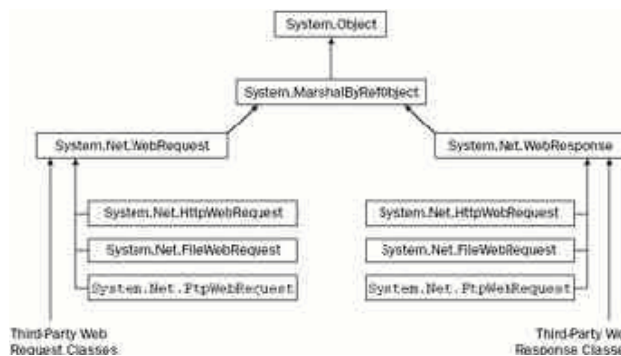 System.Object
System.MarshalByRefObject
System.Net.WebRequest
System.Net.WebResponse
System.Net.HttpWebRequest
System.Net.HttpWebRequest
System.Net.FileWebRequest
System.Net.FileWebRequest
System.Net.FtpWebRequest
System.Net.FtpWebRequest
Third-Party Web
Request Classes
Third-Party We
Response Classe